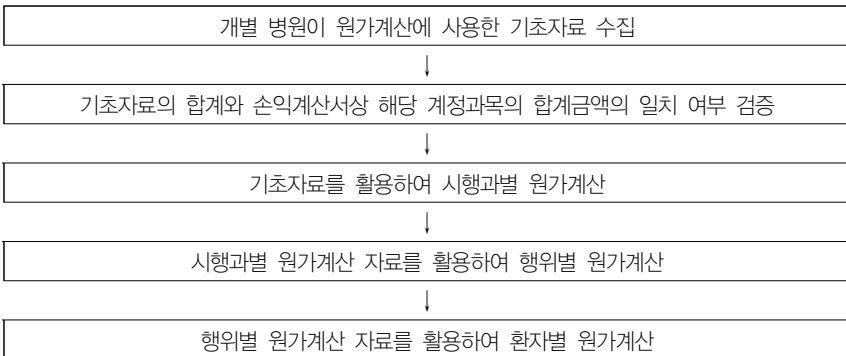 개별 병원이 원가계산에 사용한 기초자료 수집
↓
기초자료의 합계와 손익계산서상 해당 계정과목의 합계금액의 일치 여부 검증
↓
기초자료를 활용하여 시행과별 원가계산
↓
시행과별 원가계산 자료를 활용하여 행위별 원가계산
↓
행위별 원가계산 자료를 활용하여 환자별 원가계산